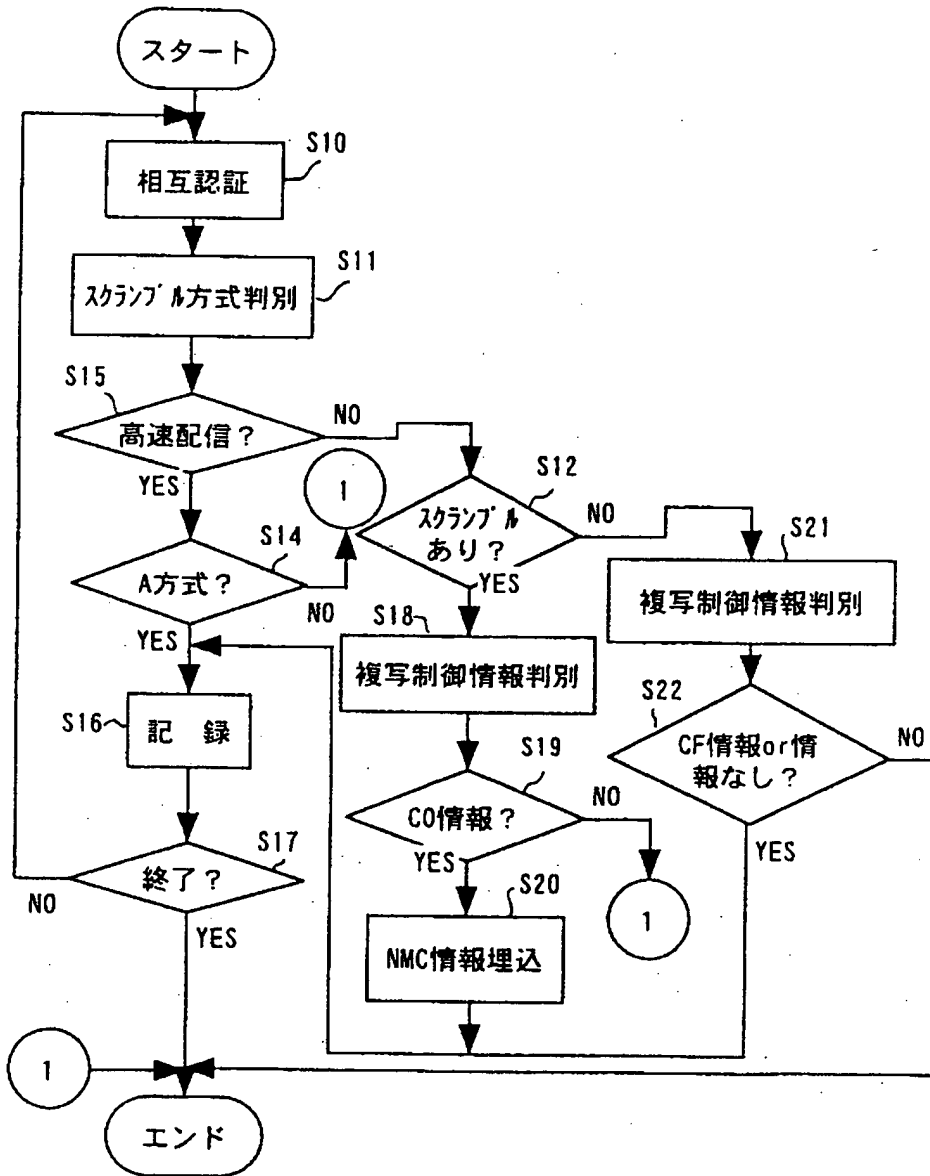 スタート
S10
相互認証
S11
スクランブル方式判別
S15
高速配信?
NO
YES
1
S12
スクランブル
あり?
NO
YES
S14
A方式?
NO
YES
S21
複写制御情報判別
S18
複写制御情報判別
S22
CF情報or情
報なし?
NO
YES
S16
記 録
S19
CO情報?
NO
YES
S17
終了?
NO
YES
S20
NMC情報埋込
1
1
エンド